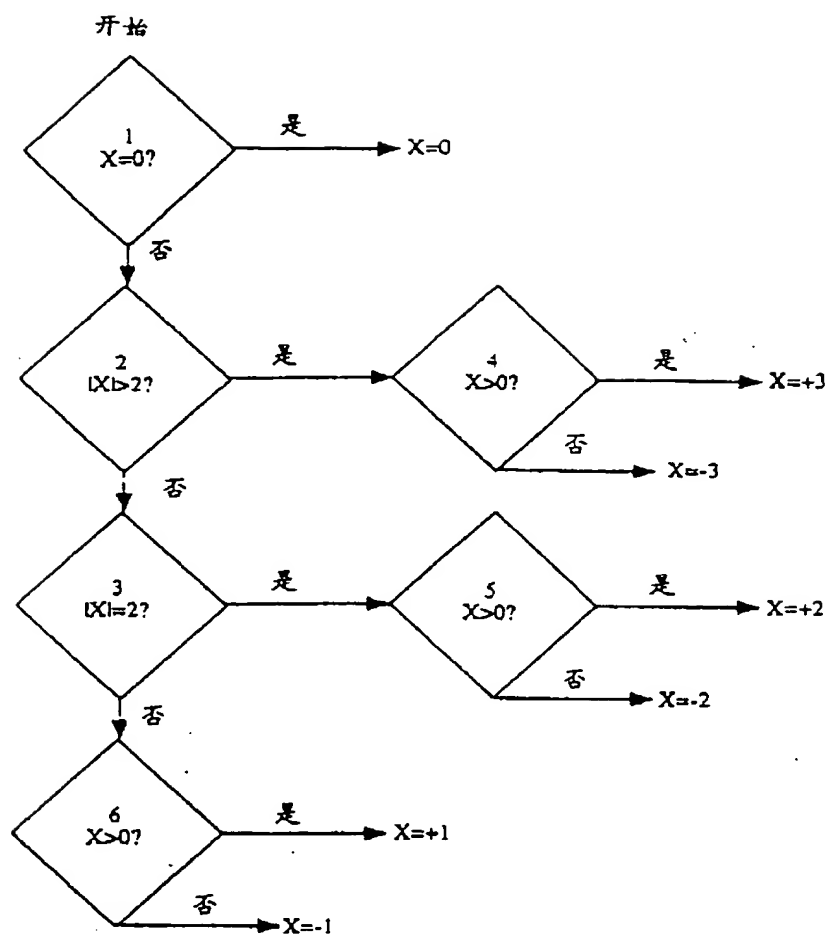 开始
1
X=0?
是
X=0
否
2
|X|>2?
是
4
X>0?
是
X=+3
否
X=-3
否
3
|X|=2?
是
5
X>0?
是
X=+2
否
X=-2
否
6
X>0?
是
X=+1
否
X=-1